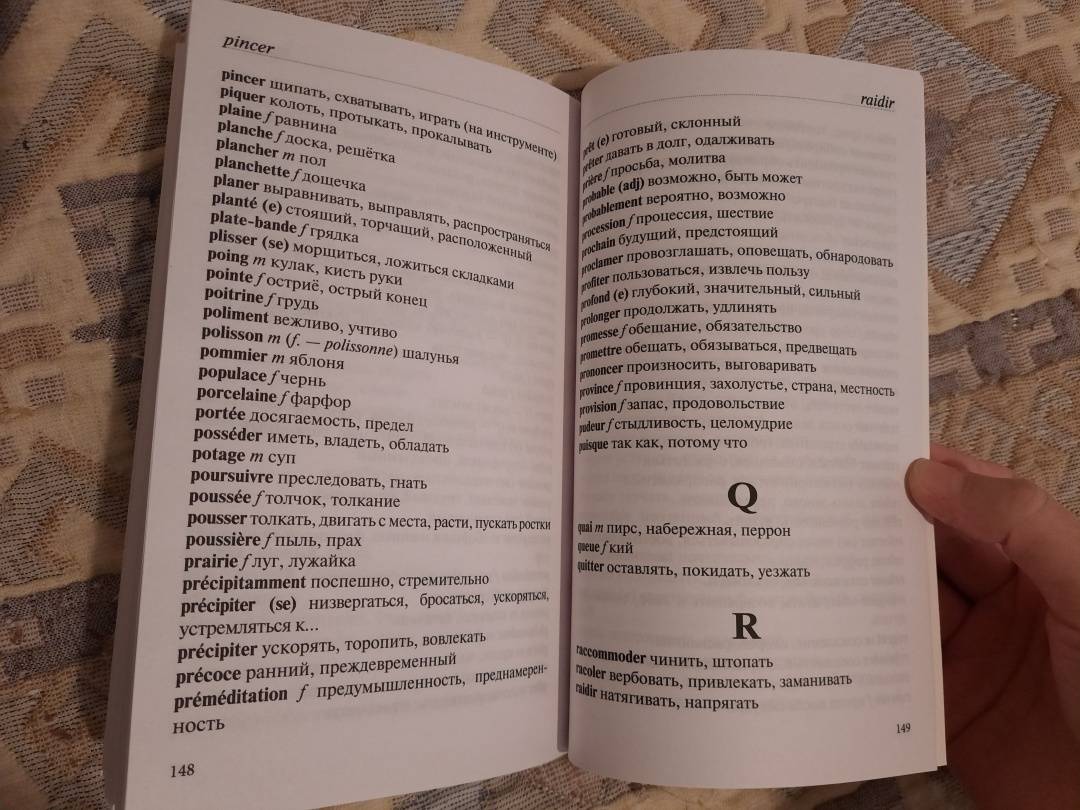 pincer
pincer щипать, схватывать, играть (на инструменте)
piquer колоть, протыкать, прокалывать
plaine f равнина
planche f доска, решётка
plancher m пол
planchette f дощечка
planer выравнивать, выправлять, распространяться
planté (e) стоящий, торчащий, расположенный
plate-bande f грядка
plisser (se) морщиться, ложиться складками
poing m кулак, кисть руки
pointe f остриё, острый конец
poitrine f грудь
poliment вежливо, учтиво
polisson m (f. — polissonne) шалунья
pommier m яблоня
populace f чернь
porcelaine f фарфор
portée досягаемость, предел
posséder иметь, владеть, обладать
potage m суп
poursuivre преследовать, гнать
poussée f толчок, толкание
pousser толкать, двигать с места, расти, пускать ростки
poussière f пыль, прах
prairie f луг, лужайка
précipitamment поспешно, стремительно
précipiter (se) низвергаться, бросаться, ускоряться,
устремляться к...
précipiter ускорять, торопить, вовлекать
précoce ранний, преждевременный
préméditation f предумышленность, преднамерен-
ность
148
raidir
prêt (e) готовый, склонный
prêter давать в долг, одалживать
prière f просьба, молитва
probable (adj) возможно, быть может
probablement вероятно, возможно
procession f процессия, шествие
prochain будущий, предстоящий
proclamer провозглашать, оповещать, обнародовать
profiter пользоваться, извлечь пользу
profond (e) глубокий, значительный, сильный
prolonger продолжать, удлинять
promesse f обещание, обязательство
promettre обещать, обязываться, предвещать
prononcer произносить, выговаривать
province f провинция, захолустье, страна, местность
provision f запас, продовольствие
pudeur f стыдливость, целомудрие
puisque так как, потому что
Q
quai m пирс, набережная, перрон
queue f кий
quitter оставлять, покидать, уезжать
R
raccommoder чинить, штопать
racoler вербовать, привлекать, заманивать
raidir натягивать, напрягать
149